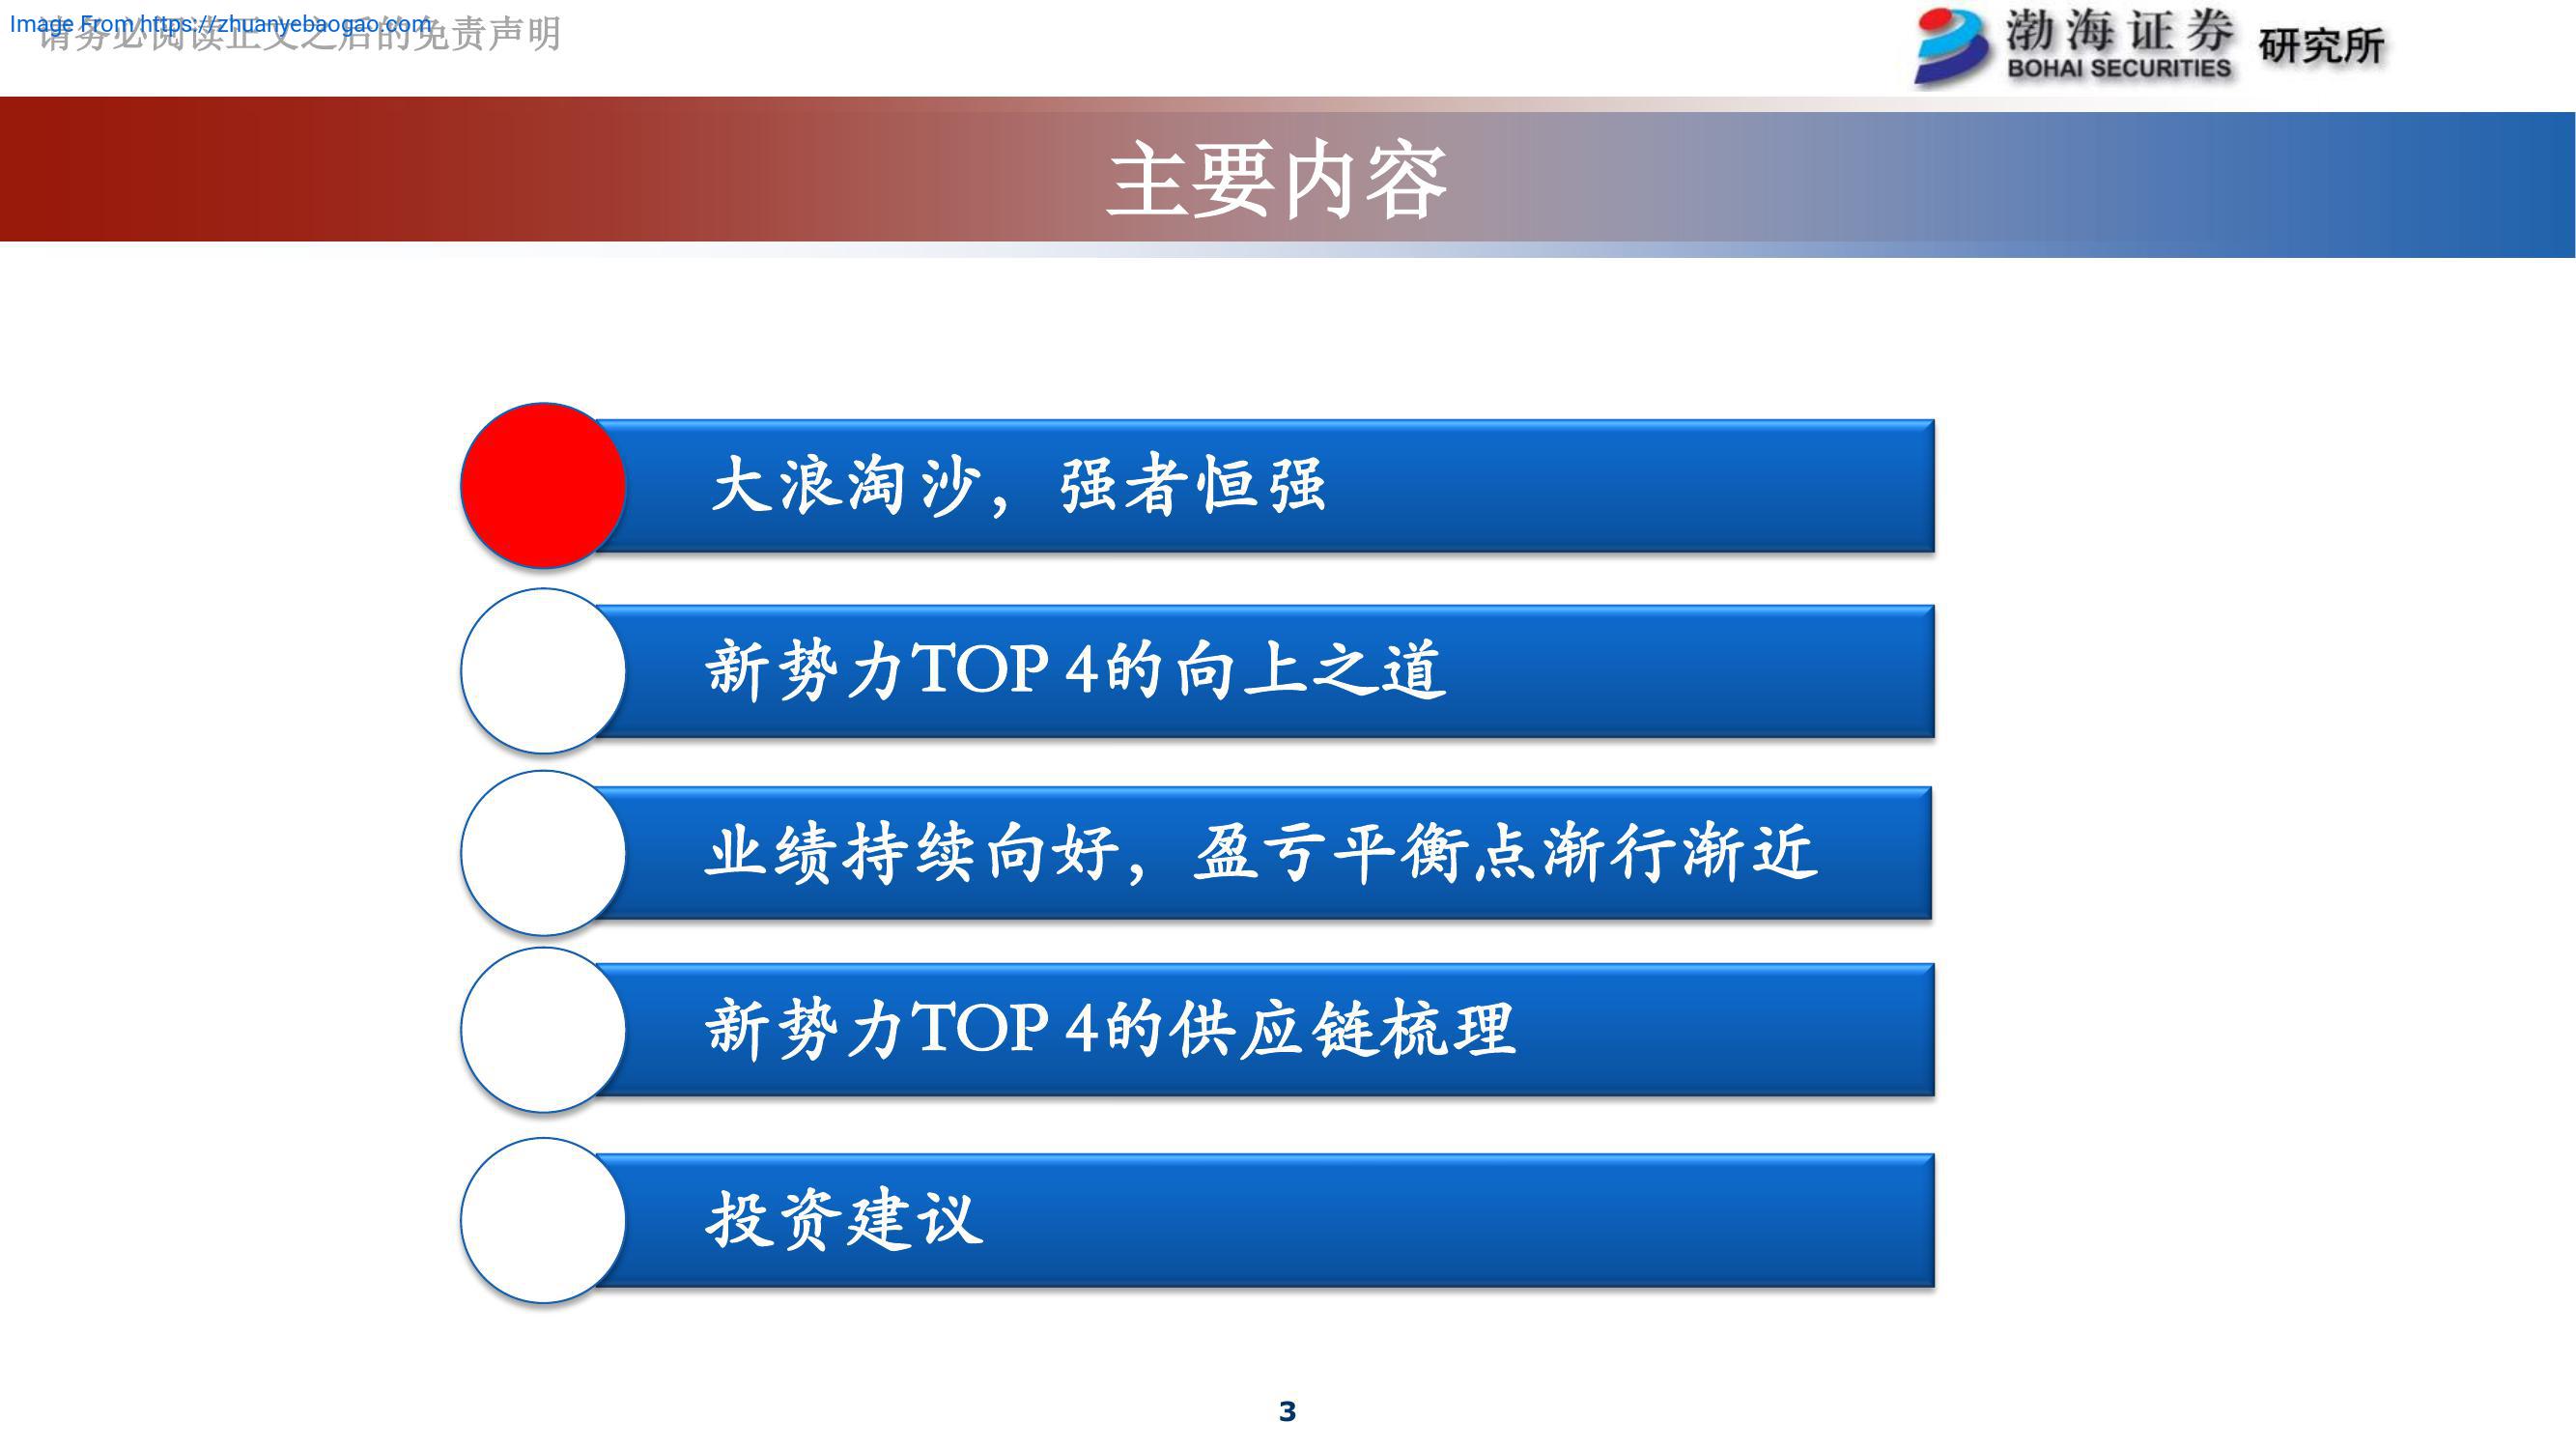 Image From https://zhuanyebaogao.com
请务必阅读正文之后的免责声明
渤海证券 研究所
BOHAI SECURITIES
主要内容
大浪淘沙，强者恒强
新势力TOP 4的向上之道
业绩持续向好，盈亏平衡点渐行渐近
新势力TOP 4的供应链梳理
投资建议
3